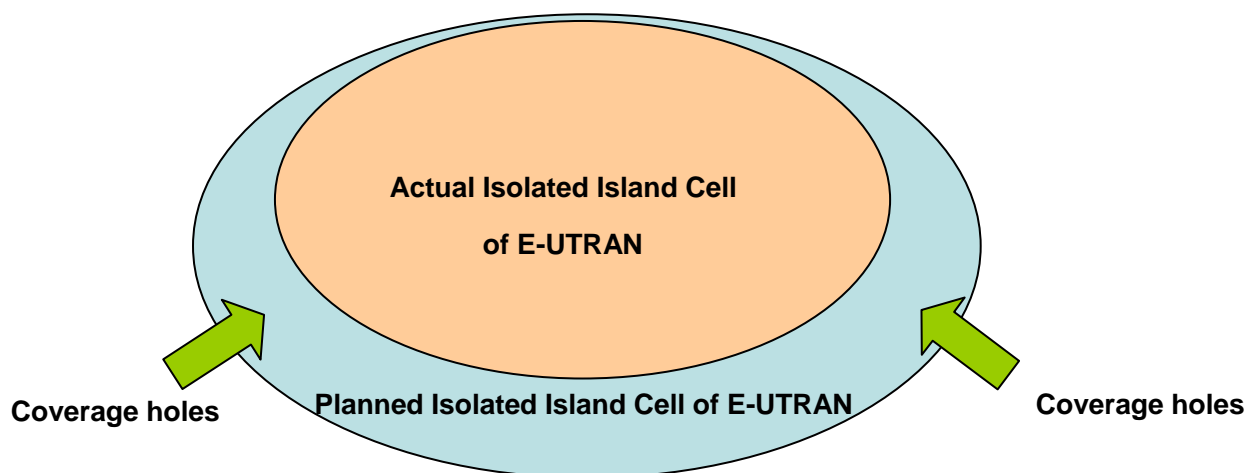 Actual Isolated Island Cell
of E-UTRAN
Coverage holes
Planned Isolated Island Cell of E-UTRAN
Coverage holes